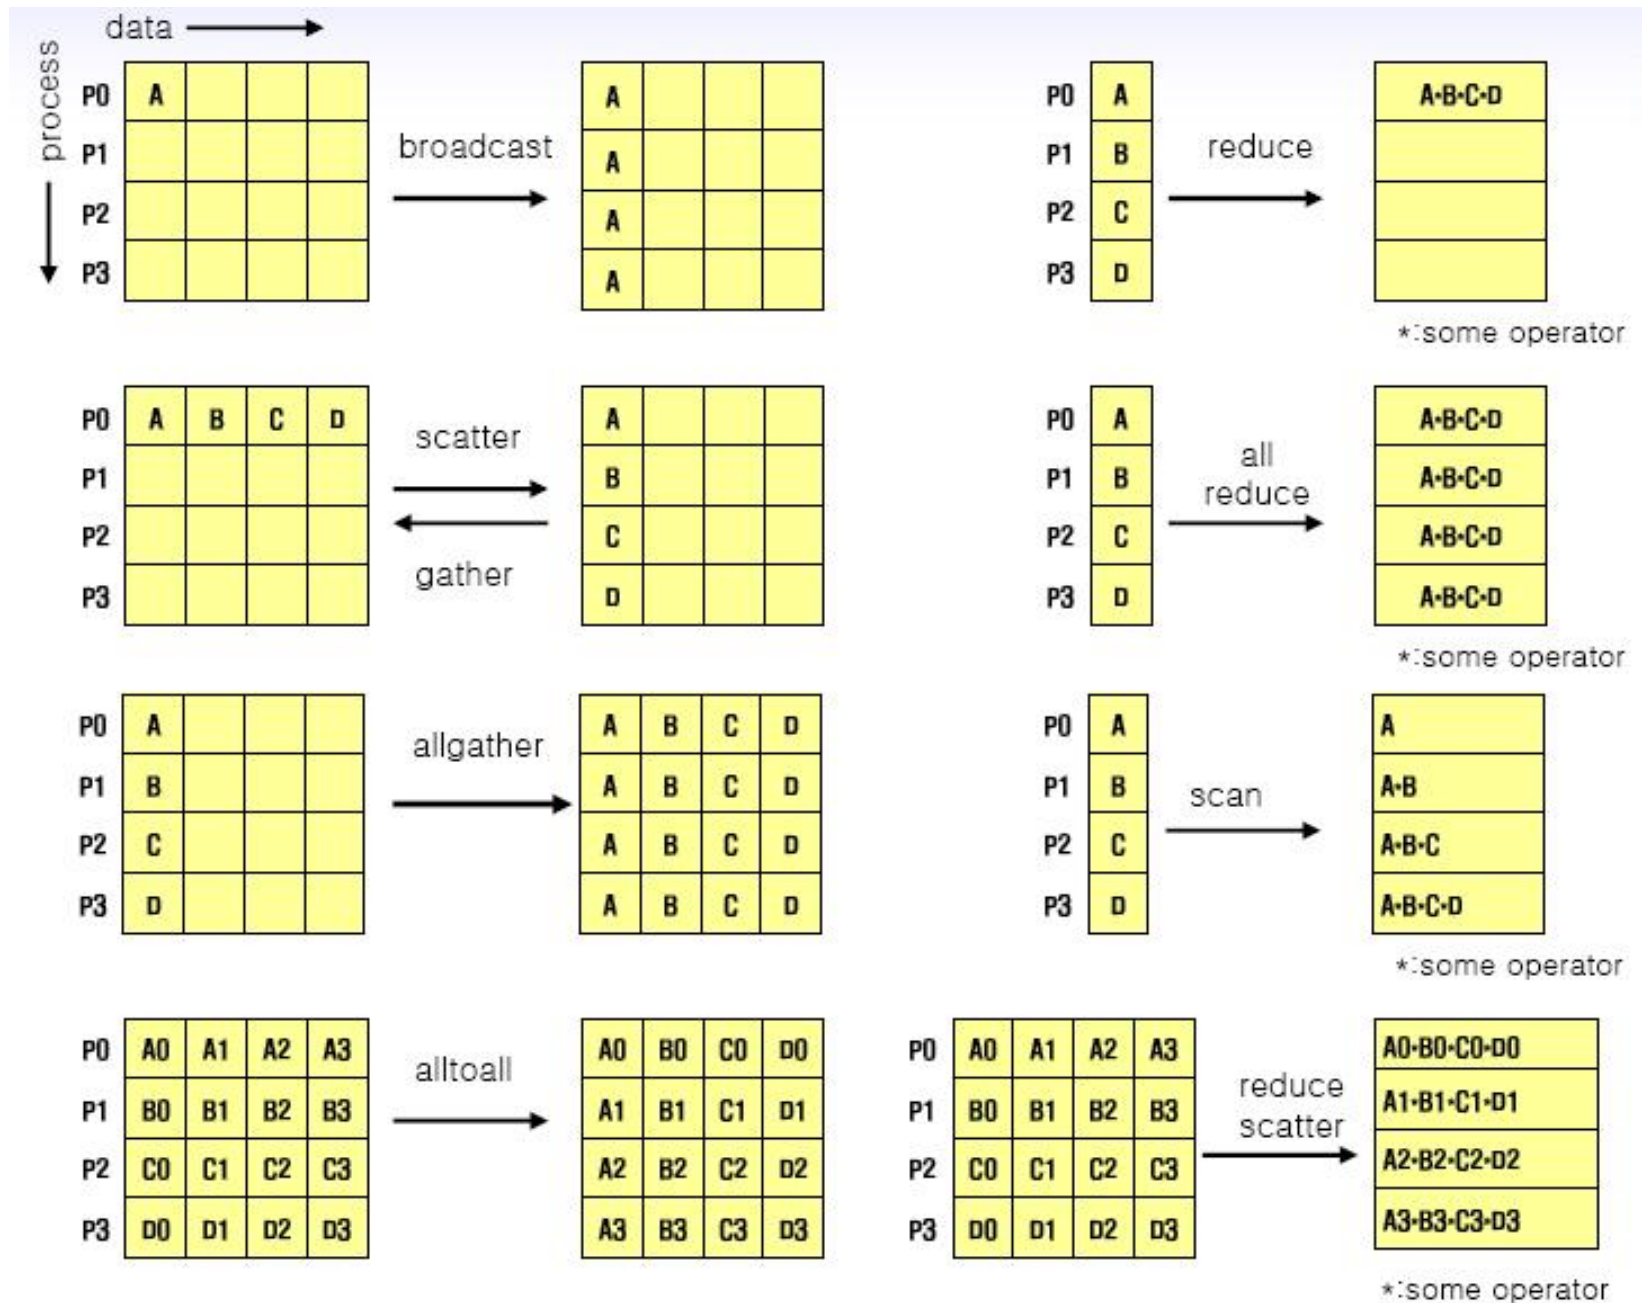 data
process
P0 A
P1
P2
P3
broadcast
A
A
A
A
P0 A
P1 B
P2 C
P3 D
reduce
A*B*C*D
*:some operator
P0 A B C D
P1
P2
P3
scatter
gather
A
B
C
D
P0 A
P1 B
P2 C
P3 D
all
reduce
A*B*C*D
A*B*C*D
A*B*C*D
A*B*C*D
*:some operator
P0 A
P1 B
P2 C
P3 D
allgather
A B C D
A B C D
A B C D
A B C D
P0 A
P1 B
P2 C
P3 D
scan
A
A*B
A*B*C
A*B*C*D
*:some operator
P0 A0 A1 A2 A3
P1 B0 B1 B2 B3
P2 C0 C1 C2 C3
P3 D0 D1 D2 D3
alltoall
A0 B0 C0 D0
A1 B1 C1 D1
A2 B2 C2 D2
A3 B3 C3 D3
P0 A0 A1 A2 A3
P1 B0 B1 B2 B3
P2 C0 C1 C2 C3
P3 D0 D1 D2 D3
reduce
scatter
A0*B0*C0*D0
A1*B1*C1*D1
A2*B2*C2*D2
A3*B3*C3*D3
*:some operator